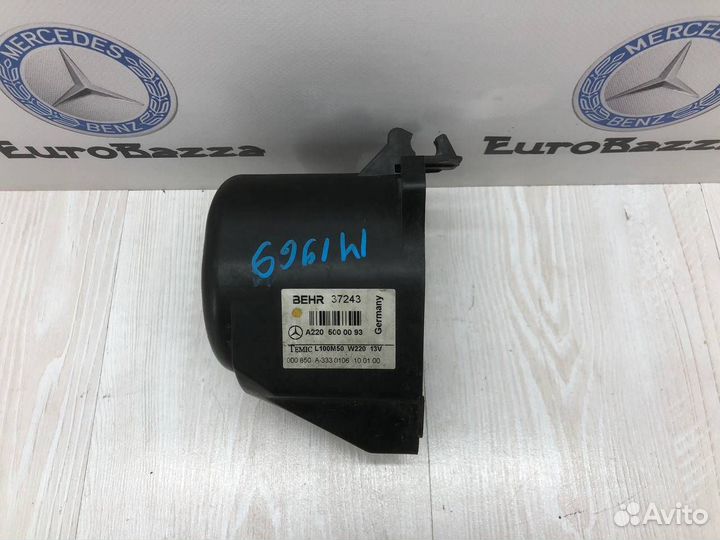 MERCEDES
BENZ
EuroBazza
MERCEDES
BENZ
EuroBazza
M1969
BEHR 37243
A220 500 00 93
Germany
TEMIC L100M50 W220 13V
000 850 A-333.0106 10 01 00
Avito